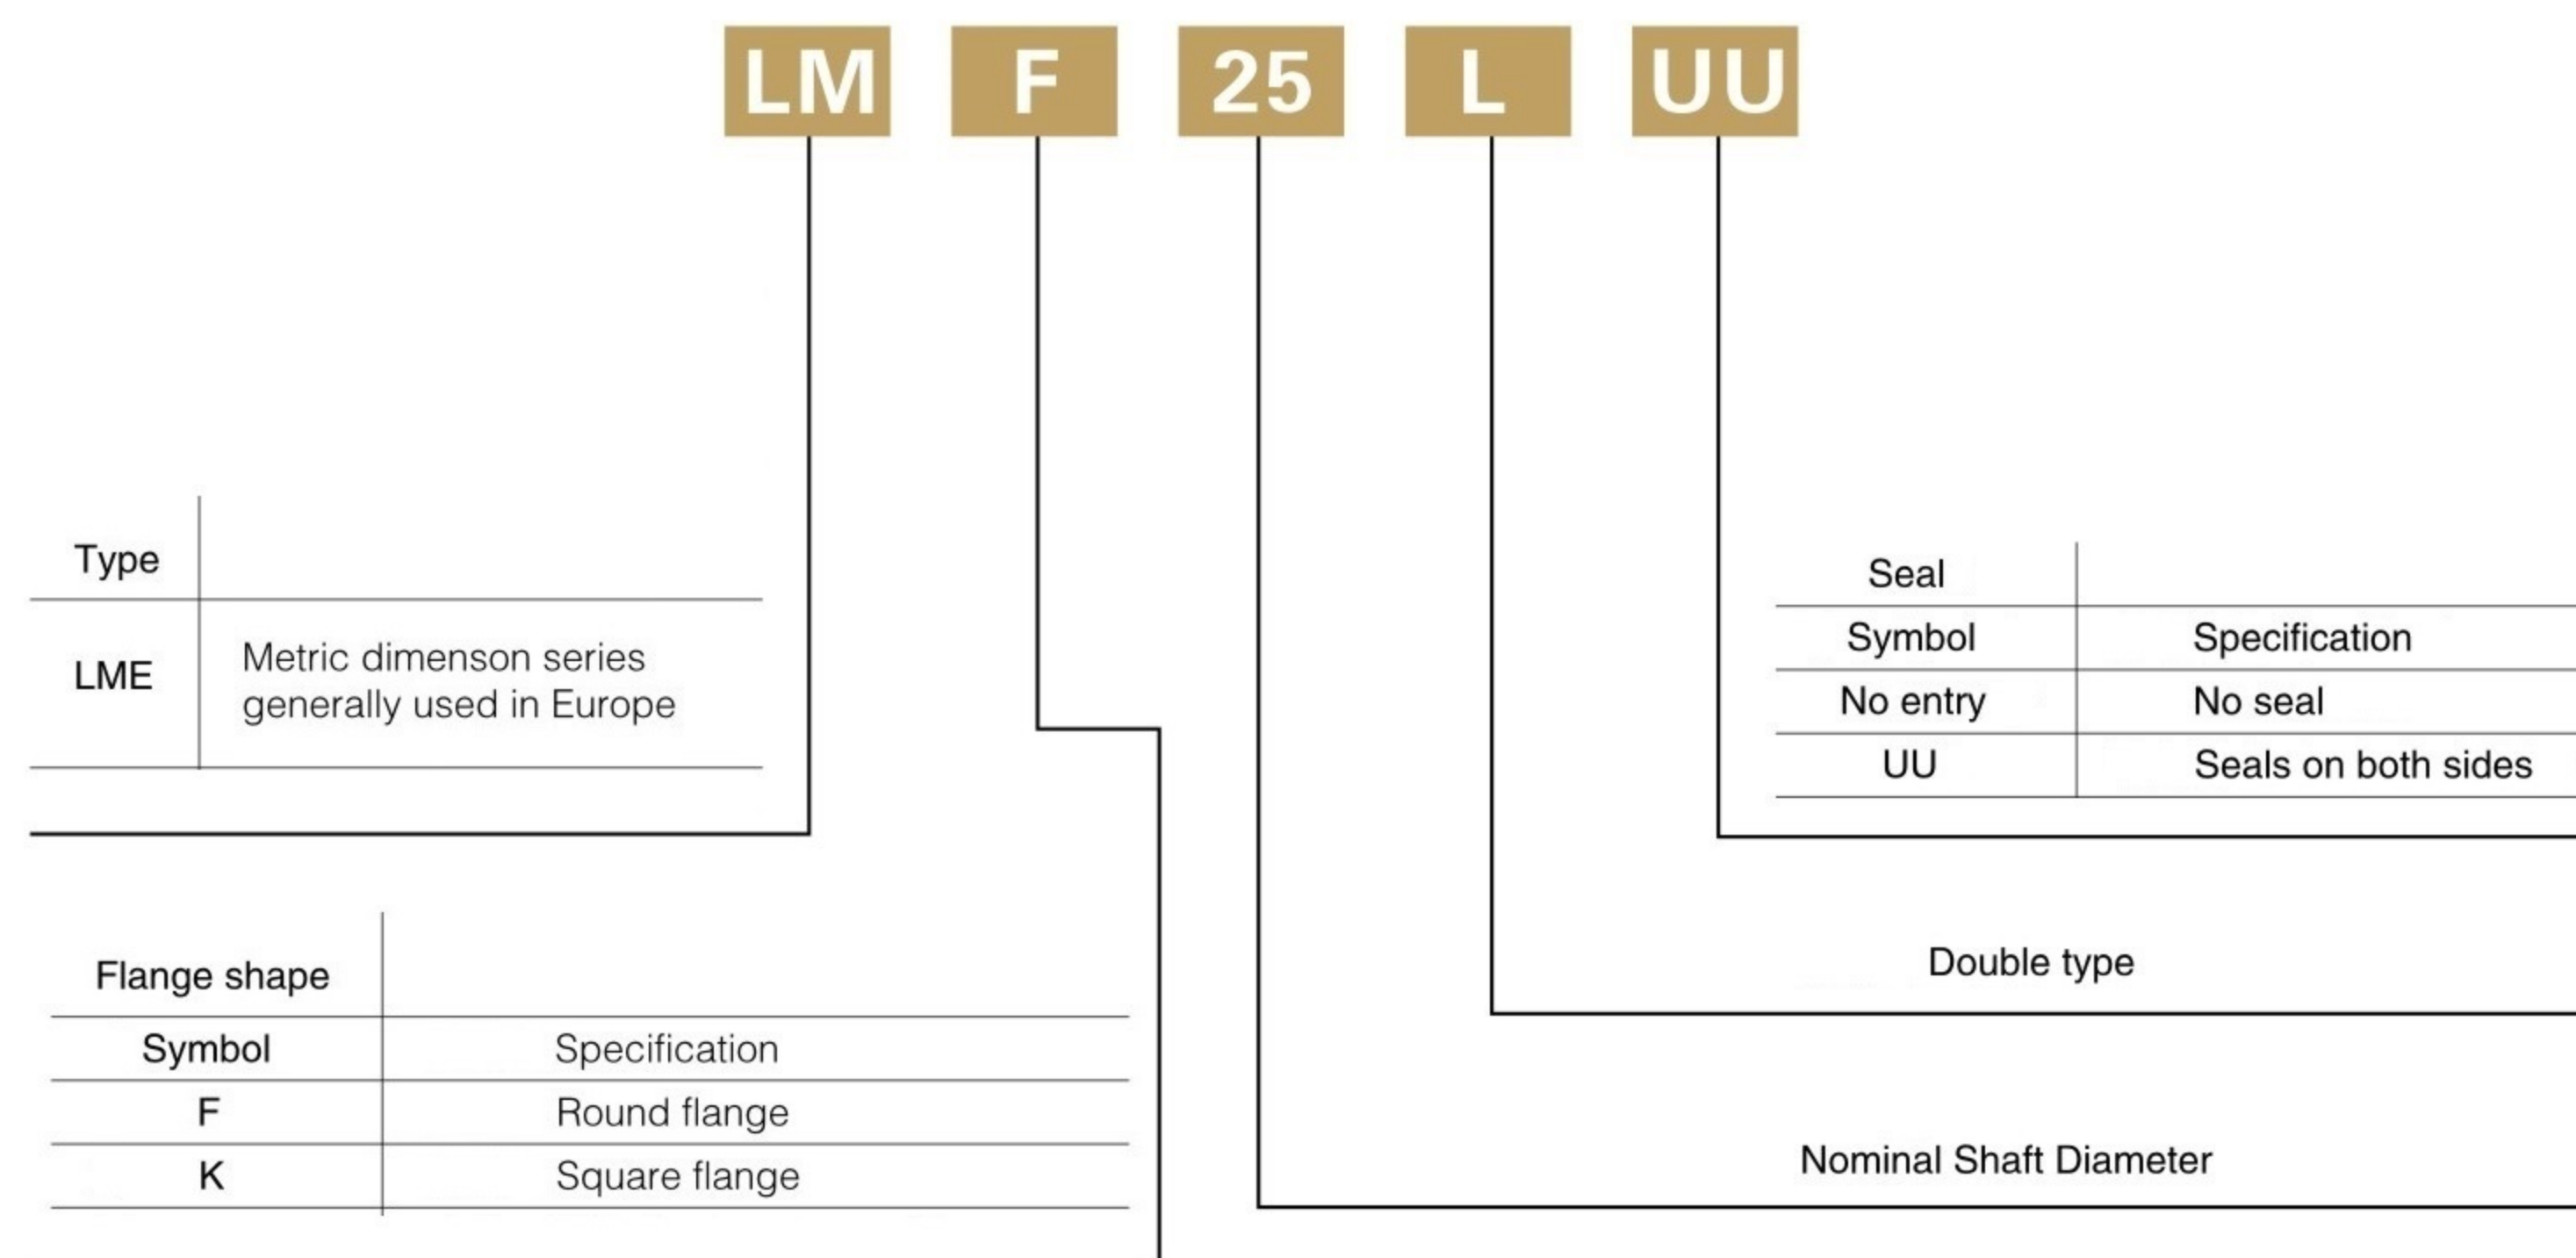 LM F 25 L UU
Type
LME
Metric dimenson series
generally used in Europe
Seal
Symbol Specification
No entry No seal
UU Seals on both sides
Flange shape
Symbol Specification
F Round flange
K Square flange
Double type
Nominal Shaft Diameter